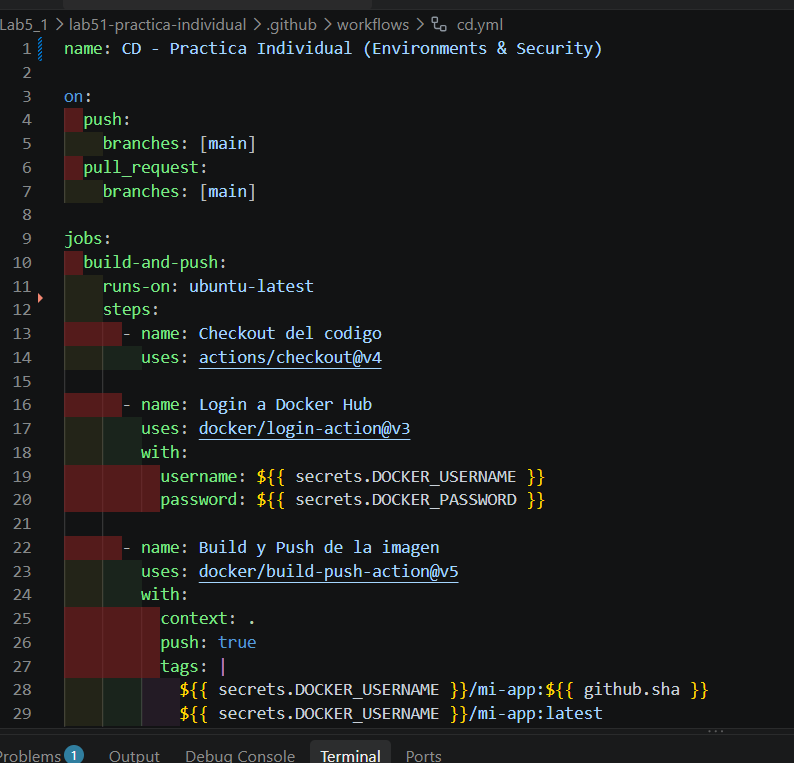 Lab5_1 > lab51-practica-individual > .github > workflows > cd.yml
1 name: CD - Practica Individual (Environments & Security)
2
3 on:
4   push:
5     branches: [main]
6   pull_request:
7     branches: [main]
8
9 jobs:
10   build-and-push:
11     runs-on: ubuntu-latest
12     steps:
13       - name: Checkout del codigo
14         uses: actions/checkout@v4
15
16       - name: Login a Docker Hub
17         uses: docker/login-action@v3
18         with:
19           username: ${{ secrets.DOCKER_USERNAME }}
20           password: ${{ secrets.DOCKER_PASSWORD }}
21
22       - name: Build y Push de la imagen
23         uses: docker/build-push-action@v5
24         with:
25           context: .
26           push: true
27           tags: |
28             ${{ secrets.DOCKER_USERNAME }}/mi-app:${{ github.sha }}
29             ${{ secrets.DOCKER_USERNAME }}/mi-app:latest
Problems 1 Output Debug Console Terminal Ports